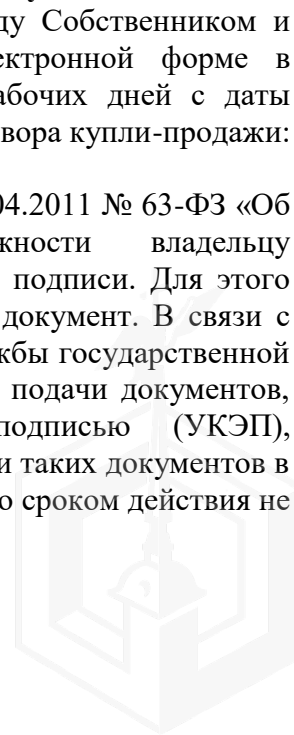 ду Собственником и
ектронной форме в
абочих дней с даты
вора купли-продажи:
04.2011 № 63-ФЗ «Об
жности владельцу
подписи. Для этого
документ. В связи с
жбы государственной
подачи документов,
подписью (УКЭП),
и таких документов в
о сроком действия не